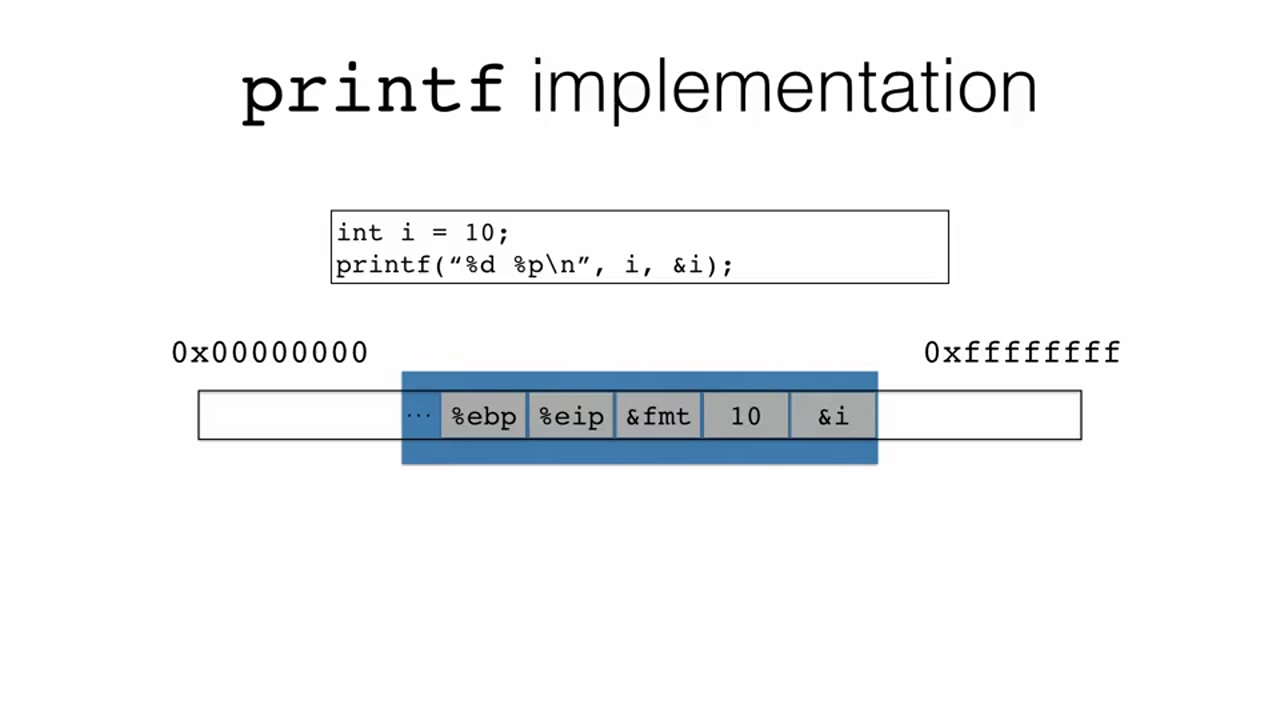 printf implementation
int i = 10;
printf(“%d %p\n”, i, &i);
0x00000000 0xffffffff
... %ebp %eip &fmt 10 &i